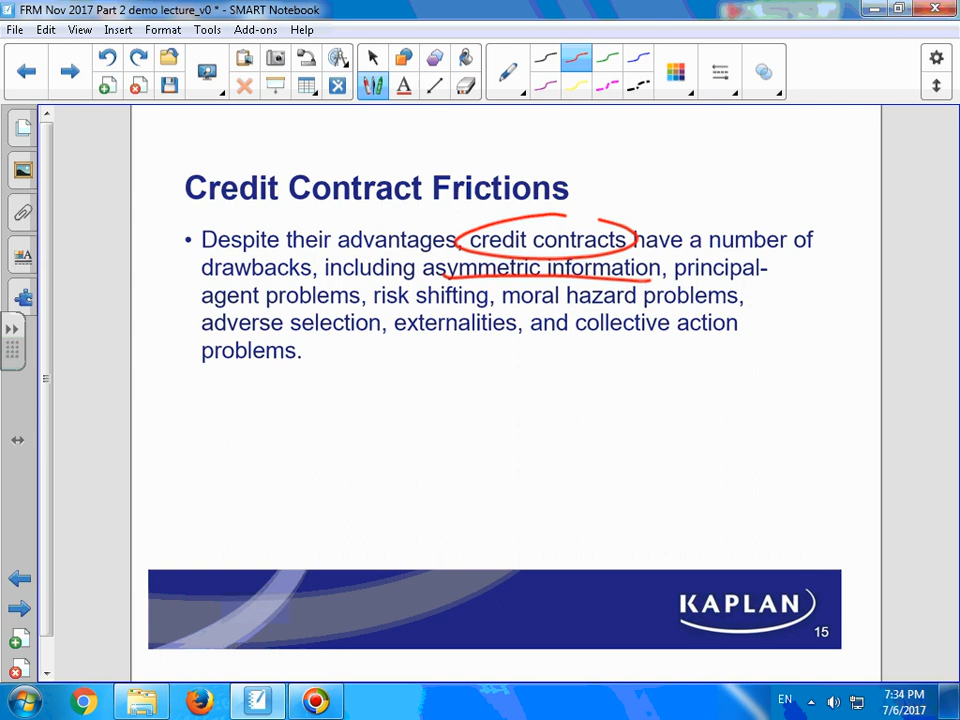 FRM Nov 2017 Part 2 demo lecture_v0 * - SMART Notebook
File Edit View Insert Format Tools Add-ons Help
Credit Contract Frictions
• Despite their advantages, credit contracts have a number of
drawbacks, including asymmetric information, principal-
agent problems, risk shifting, moral hazard problems,
adverse selection, externalities, and collective action
problems.
KAPLAN
15
EN
7:34 PM
7/6/2017